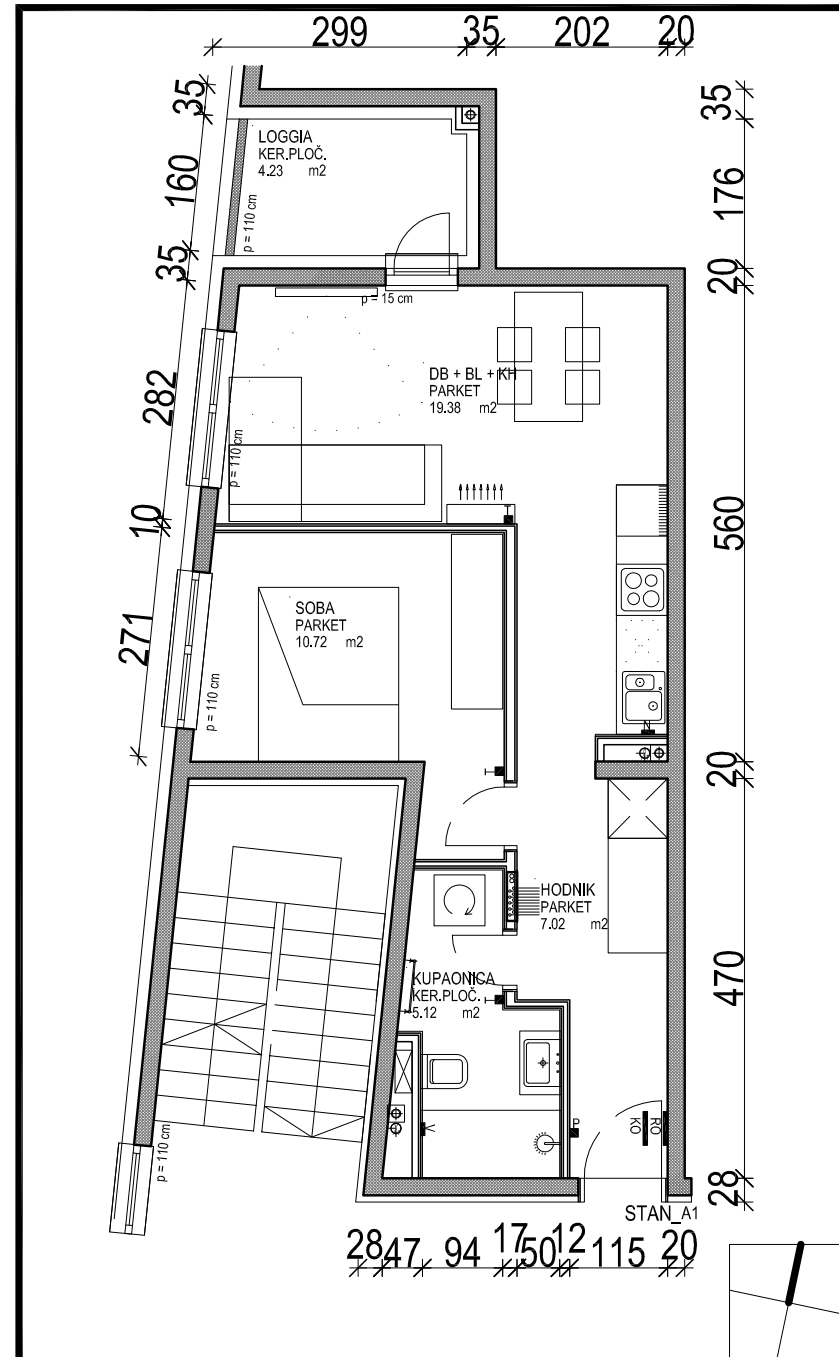 299 35 202 20
35
160
35
282
10
271
35
176
20
560
20
470
28
LOGGIA
KER.PLOČ.
4.23 m2
p = 110 cm
p = 15 cm
DB + BL + KH
PARKET
19.38 m2
p = 110 cm
SOBA
PARKET
10.72 m2
p = 110 cm
HODNIK
PARKET
7.02 m2
KUPAONICA
KER.PLOČ.
5.12 m2
T
T
T
N
V
P
KO
RO
p = 110 cm
STAN_A1
28 47 94 17 50 12 115 20